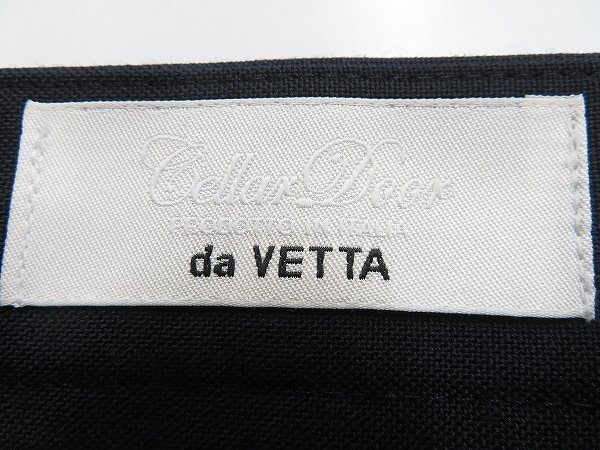 Cellar Door
PRODOTTO IN ITALIA
da VETTA